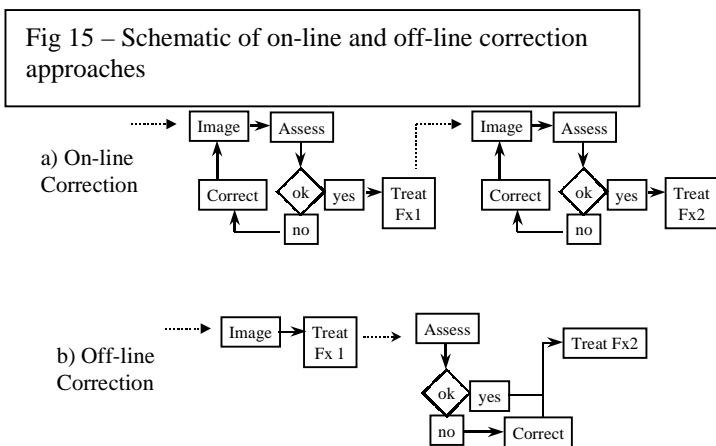 Fig 15 – Schematic of on-line and off-line correction
approaches
a) On-line
Correction
Image
Assess
ok
yes
no
Correct
Treat
Fx1
Image
Assess
ok
yes
no
Correct
Treat
Fx2
b) Off-line
Correction
Image
Treat
Fx 1
Assess
ok
yes
no
Correct
Treat Fx2